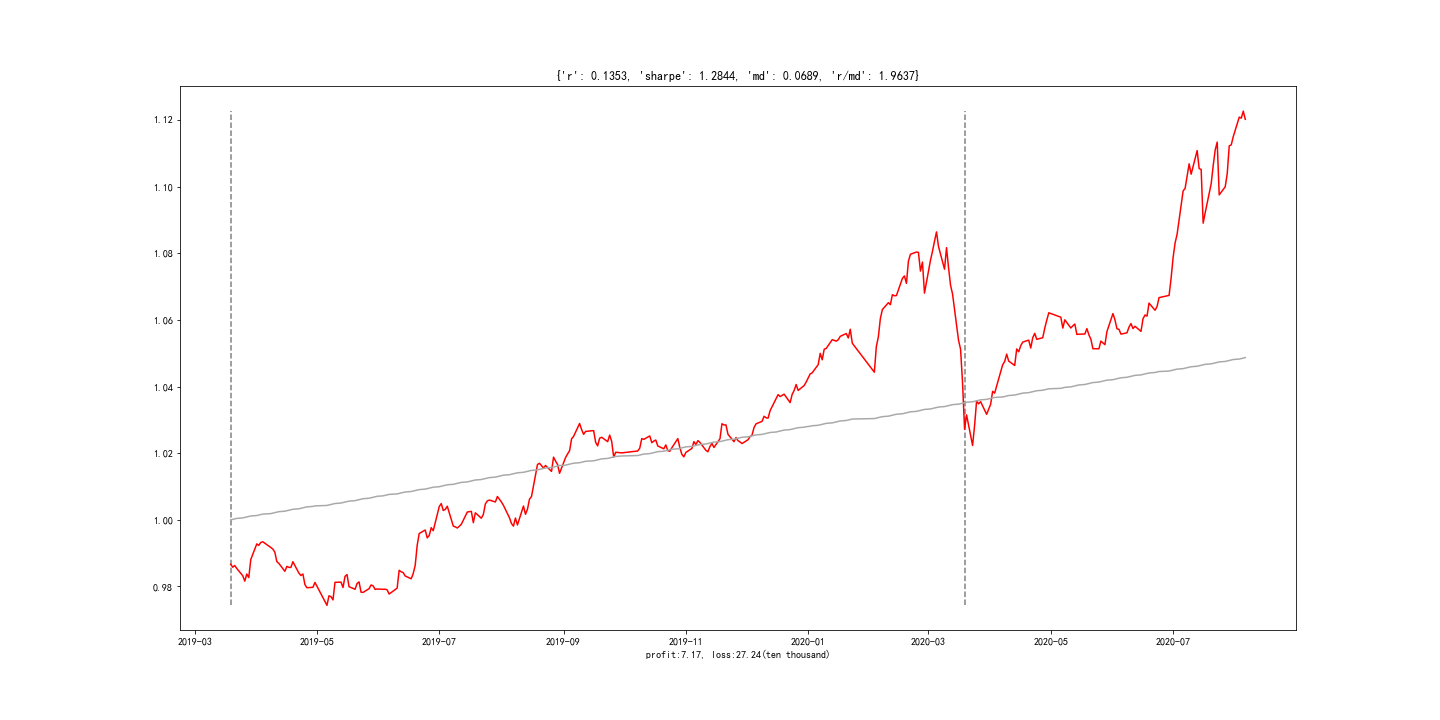 {'r': 0.1353, 'sharpe': 1.2844, 'md': 0.0689, 'r/md': 1.9637}
1.12
1.10
1.08
1.06
1.04
1.02
1.00
0.98
2019-03 2019-05 2019-07 2019-09 2019-11 2020-01 2020-03 2020-05 2020-07
profit:7.17, loss:27.24(ten thousand)